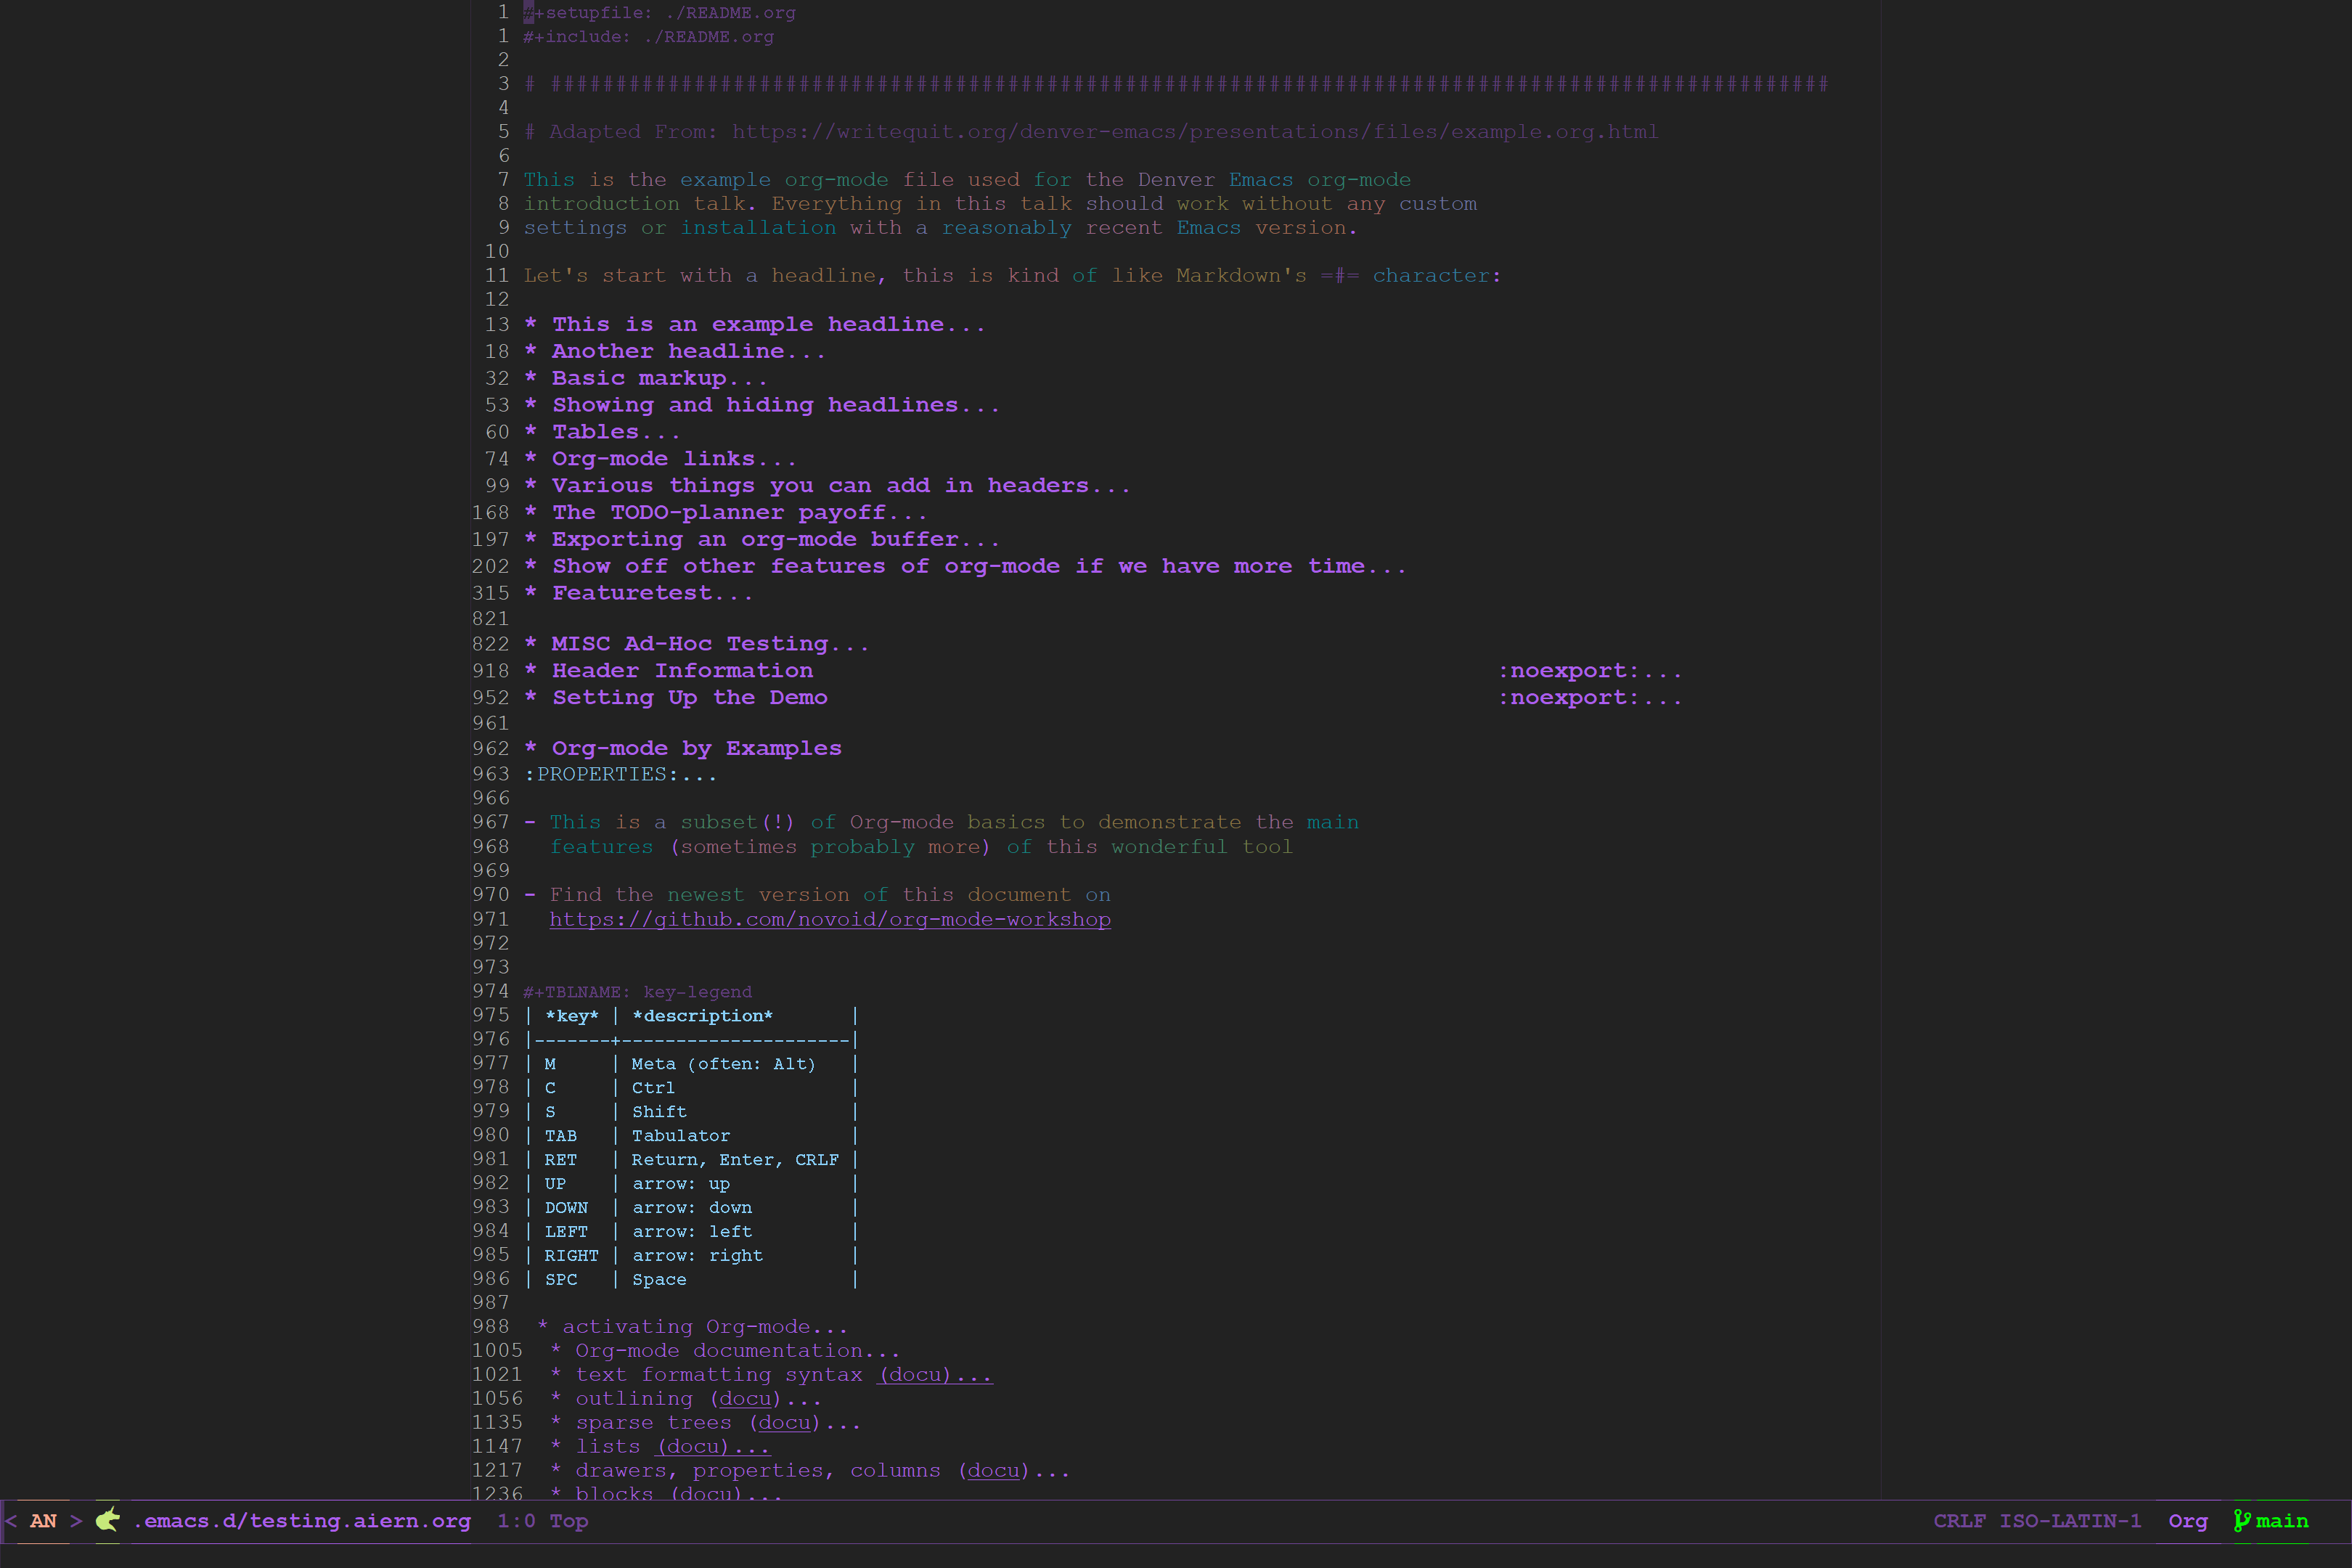 1 #+setupfile: ./README.org
1 #+include: ./README.org
2
3 # ##################################################################################################
4
5 # Adapted From: https://writequit.org/denver-emacs/presentations/files/example.org.html
6
7 This is the example org-mode file used for the Denver Emacs org-mode
8 introduction talk. Everything in this talk should work without any custom
9 settings or installation with a reasonably recent Emacs version.
10
11 Let's start with a headline, this is kind of like Markdown's =#= character:
12
13 * This is an example headline...
18 * Another headline...
32 * Basic markup...
53 * Showing and hiding headlines...
60 * Tables...
74 * Org-mode links...
99 * Various things you can add in headers...
168 * The TODO-planner payoff...
197 * Exporting an org-mode buffer...
202 * Show off other features of org-mode if we have more time...
315 * Featuretest...
821
822 * MISC Ad-Hoc Testing...
918 * Header Information :noexport:...
952 * Setting Up the Demo :noexport:...
961
962 * Org-mode by Examples
963 :PROPERTIES:...
966
967 - This is a subset(!) of Org-mode basics to demonstrate the main
968 features (sometimes probably more) of this wonderful tool
969
970 - Find the newest version of this document on
971 https://github.com/novoid/org-mode-workshop
972
973
974 #+TBLNAME: key-legend
975 | *key* | *description*       |
976 |-------+---------------------|
977 | M     | Meta (often: Alt)   |
978 | C     | Ctrl                |
979 | S     | Shift               |
980 | TAB   | Tabulator           |
981 | RET   | Return, Enter, CRLF |
982 | UP    | arrow: up           |
983 | DOWN  | arrow: down         |
984 | LEFT  | arrow: left         |
985 | RIGHT | arrow: right        |
986 | SPC   | Space               |
987
988 * activating Org-mode...
1005 * Org-mode documentation...
1021 * text formatting syntax (docu)...
1056 * outlining (docu)...
1135 * sparse trees (docu)...
1147 * lists (docu)...
1217 * drawers, properties, columns (docu)...
1236 * blocks (docu)...
< AN > .emacs.d/testing.aiern.org 1:0 Top CRLF ISO-LATIN-1 Org main